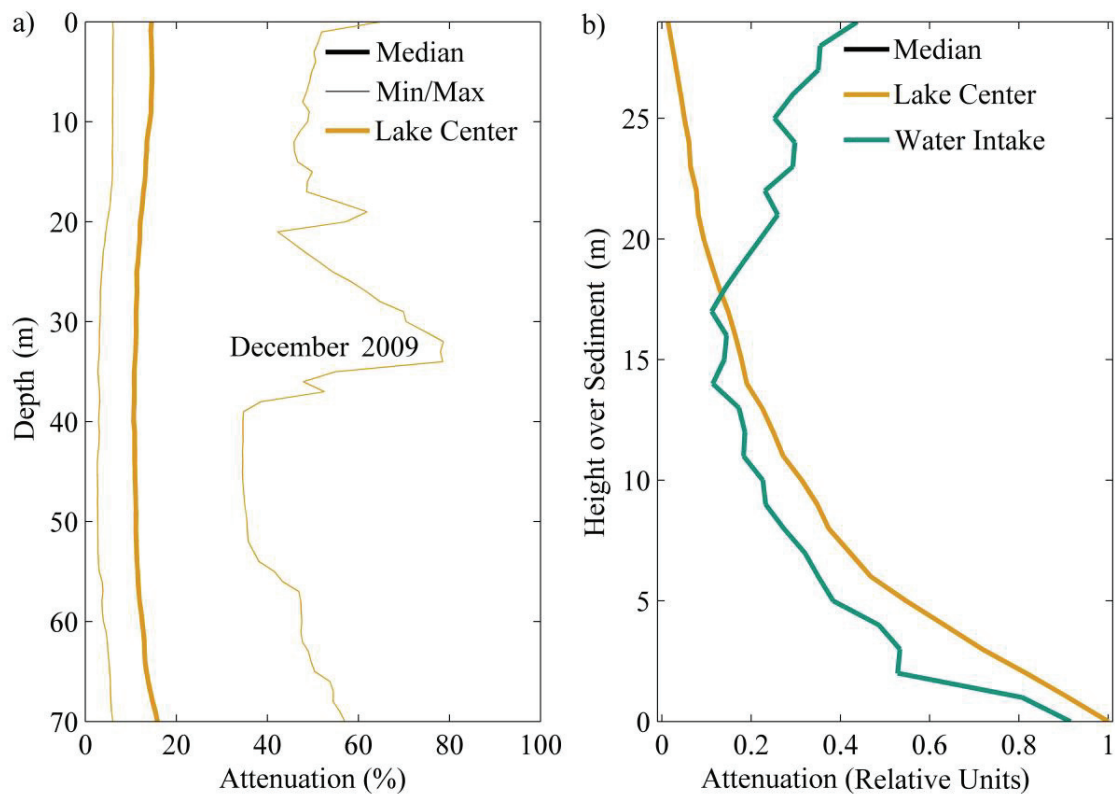 a)
0
10
20
30
40
50
60
70
Depth (m)
Median
Min/Max
Lake Center
December 2009
0
20
40
60
80
100
Attenuation (%)
b)
25
20
15
10
5
0
Height over Sediment (m)
Median
Lake Center
Water Intake
0
0.2
0.4
0.6
0.8
1
Attenuation (Relative Units)